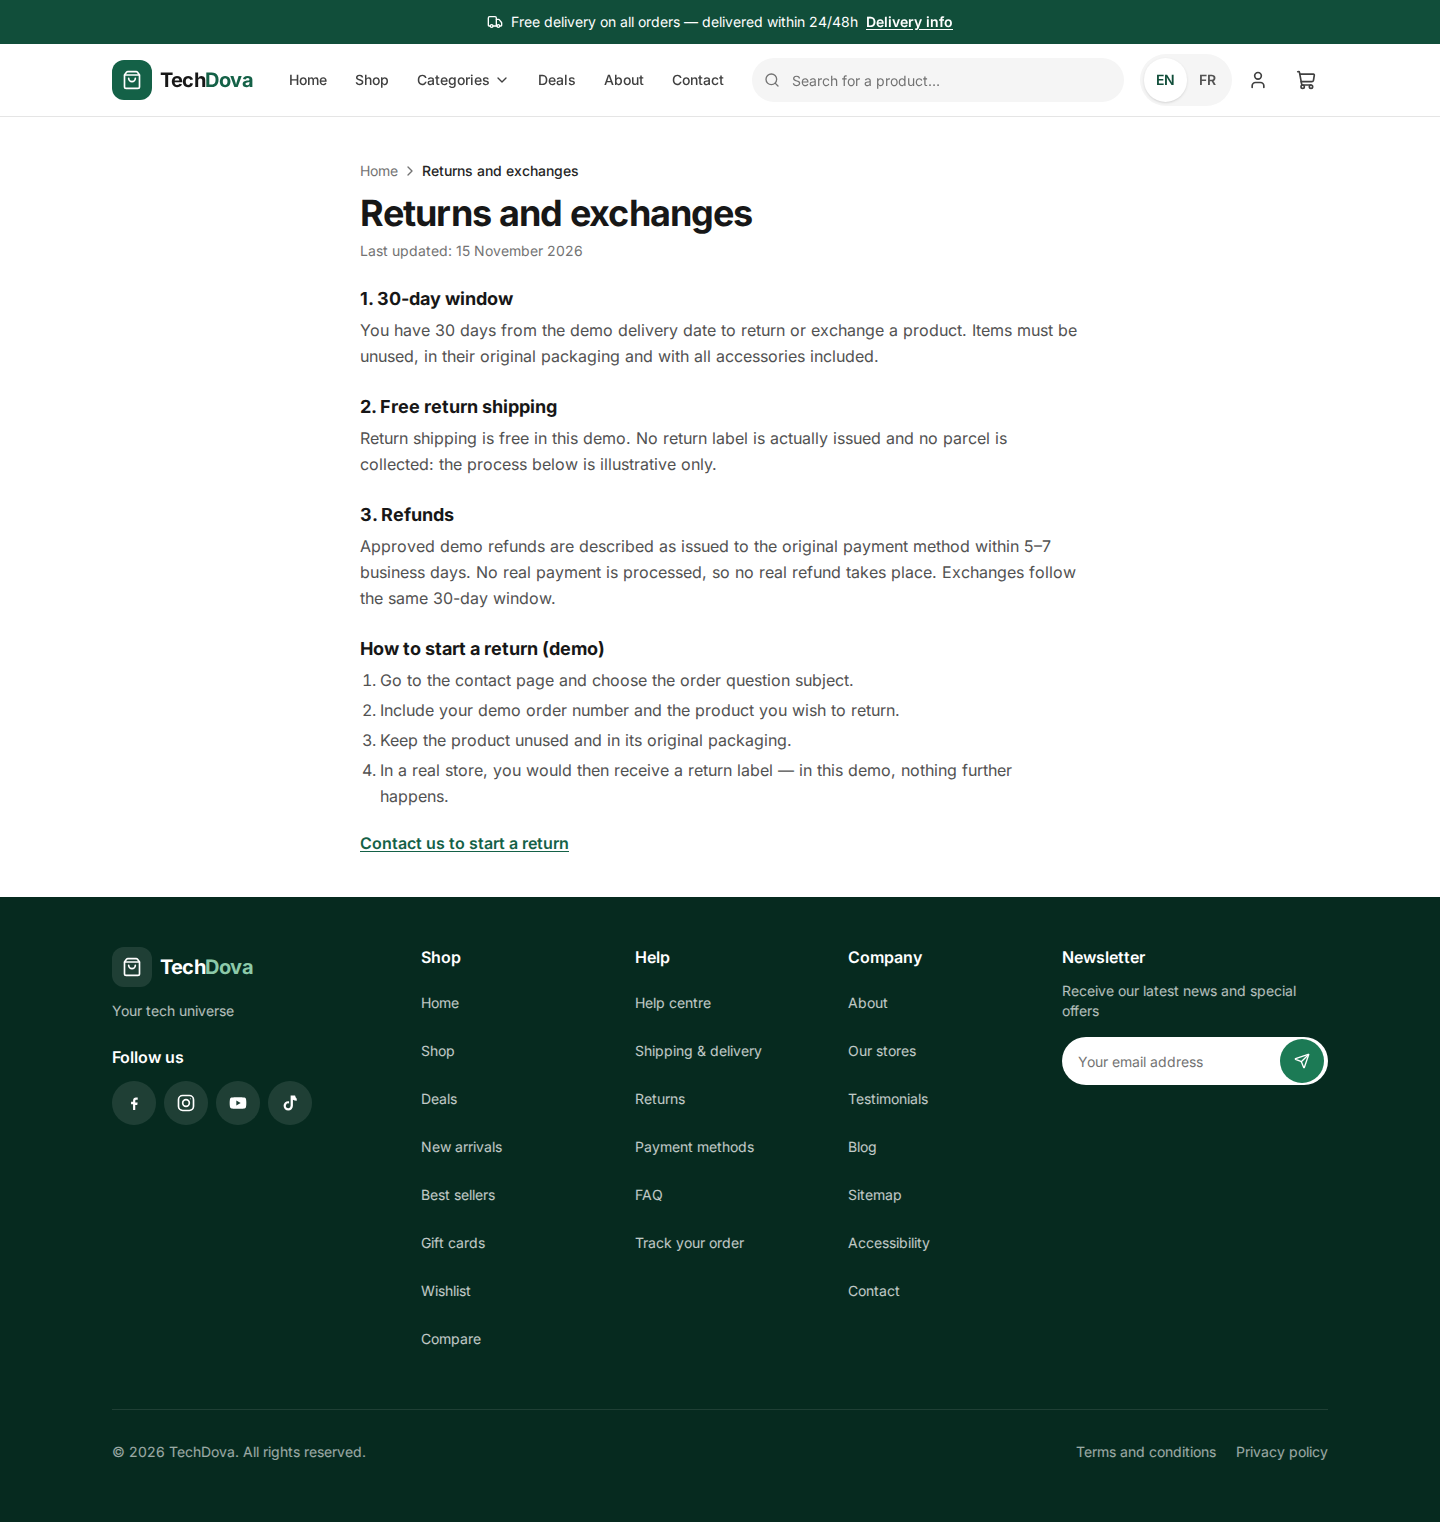 Free delivery on all orders — delivered within 24/48h Delivery info
TechDova Home Shop Categories Deals About Contact Search for a product... EN FR
Home Returns and exchanges
Returns and exchanges
Last updated: 15 November 2026
1. 30-day window
You have 30 days from the demo delivery date to return or exchange a product. Items must be
unused, in their original packaging and with all accessories included.
2. Free return shipping
Return shipping is free in this demo. No return label is actually issued and no parcel is
collected: the process below is illustrative only.
3. Refunds
Approved demo refunds are described as issued to the original payment method within 5–7
business days. No real payment is processed, so no real refund takes place. Exchanges follow
the same 30-day window.
How to start a return (demo)
1. Go to the contact page and choose the order question subject.
2. Include your demo order number and the product you wish to return.
3. Keep the product unused and in its original packaging.
4. In a real store, you would then receive a return label — in this demo, nothing further
happens.
Contact us to start a return
TechDova
Your tech universe
Follow us
Shop
Home
Shop
Deals
New arrivals
Best sellers
Gift cards
Wishlist
Compare
Help
Help centre
Shipping & delivery
Returns
Payment methods
FAQ
Track your order
Company
About
Our stores
Testimonials
Blog
Sitemap
Accessibility
Contact
Newsletter
Receive our latest news and special
offers
Your email address
© 2026 TechDova. All rights reserved.
Terms and conditions Privacy policy